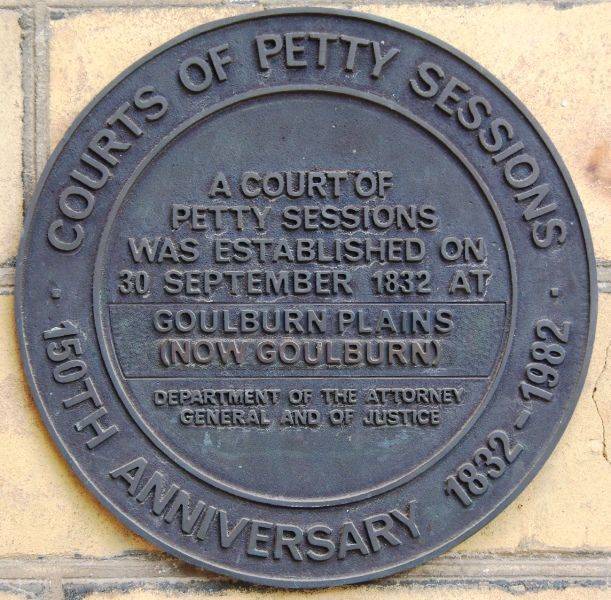 COURTS OF PETTY SESSIONS
A COURT OF
PETTY SESSIONS
WAS ESTABLISHED ON
30 SEPTEMBER 1832 AT
GOULBURN PLAINS
(NOW GOULBURN)
DEPARTMENT OF THE ATTORNEY
GENERAL AND OF JUSTICE
150TH ANNIVERSARY 1832-1982